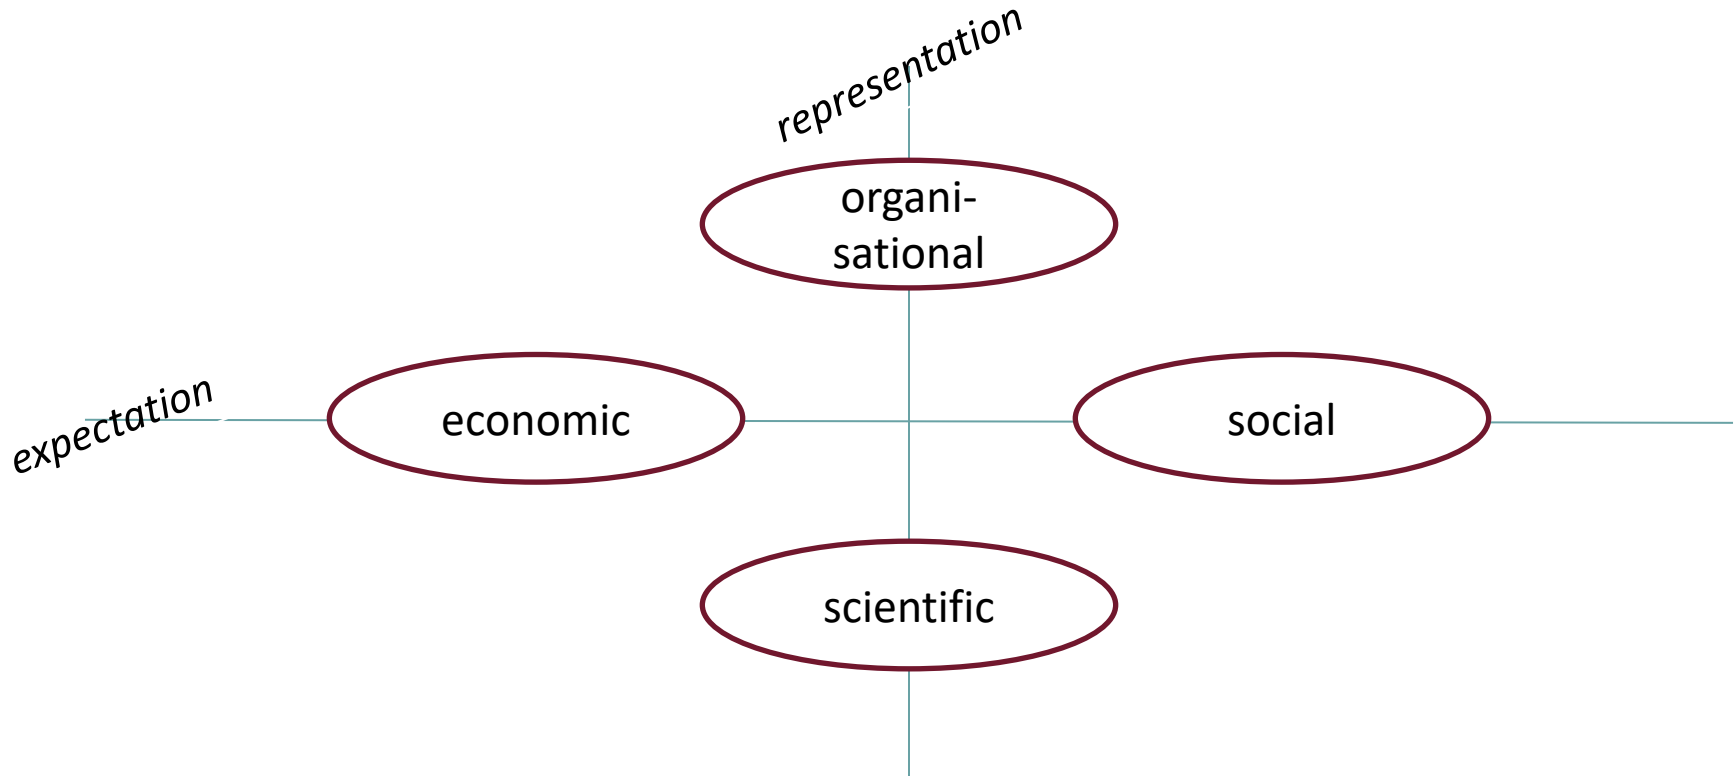 representation
organi-
sational
expectation
economic
social
scientific